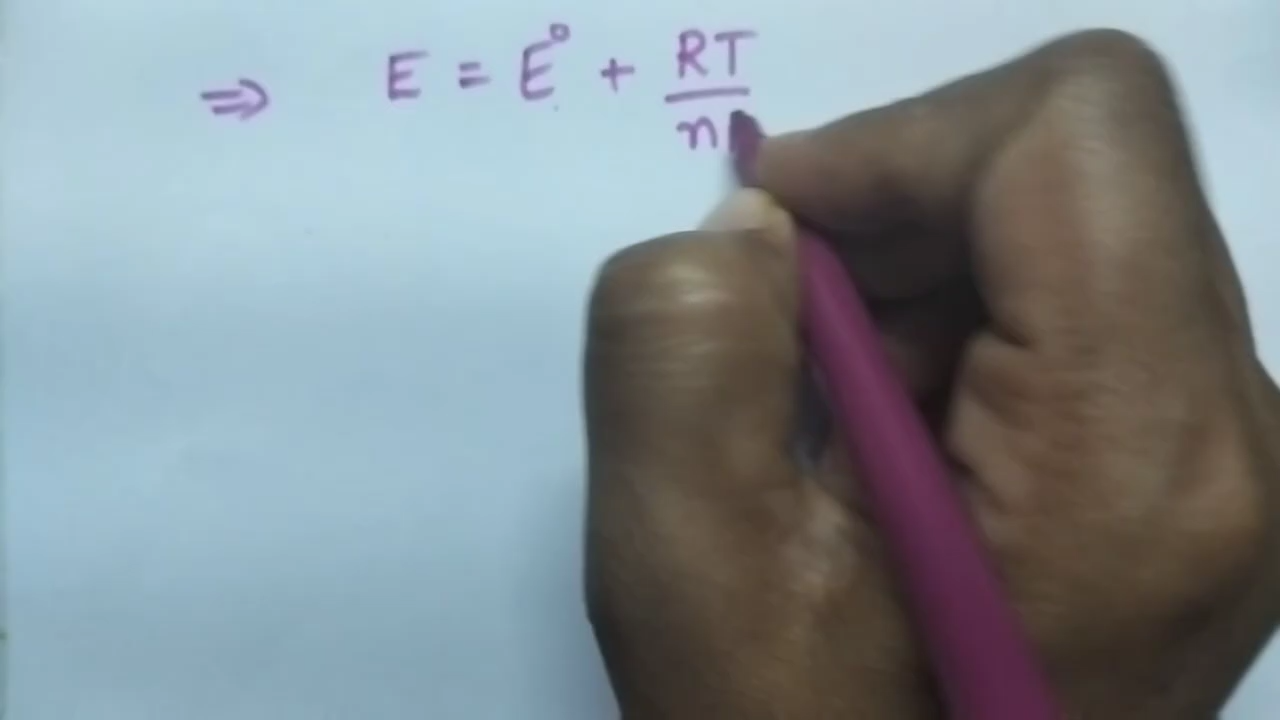 ⇒ E = E° + RT/n